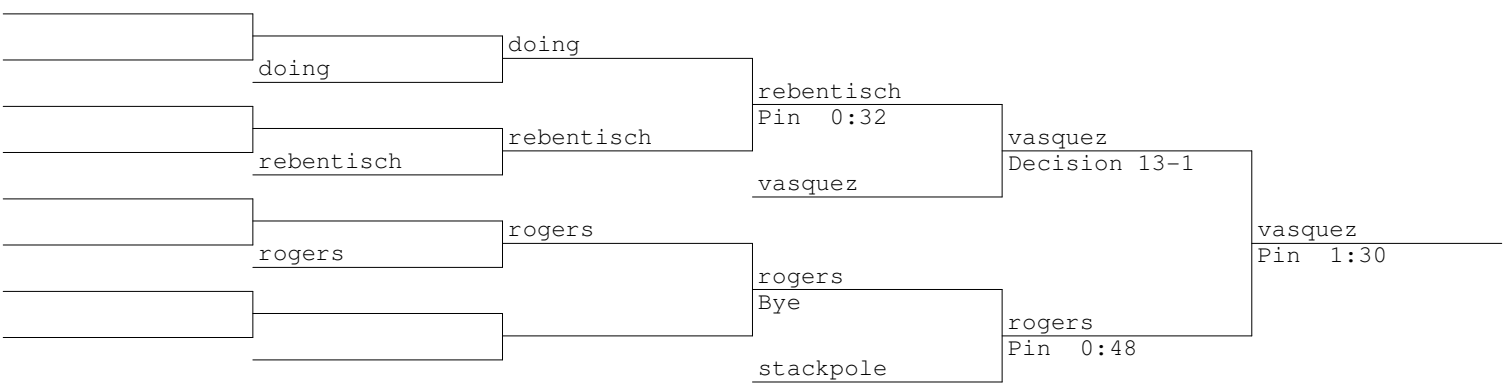 doing
doing
rebentisch
Pin 0:32
rebentisch
vasquez
Decision 13-1
rebentisch
vasquez
rogers
vasquez
Pin 1:30
rogers
rogers
Bye
rogers
Pin 0:48
stackpole